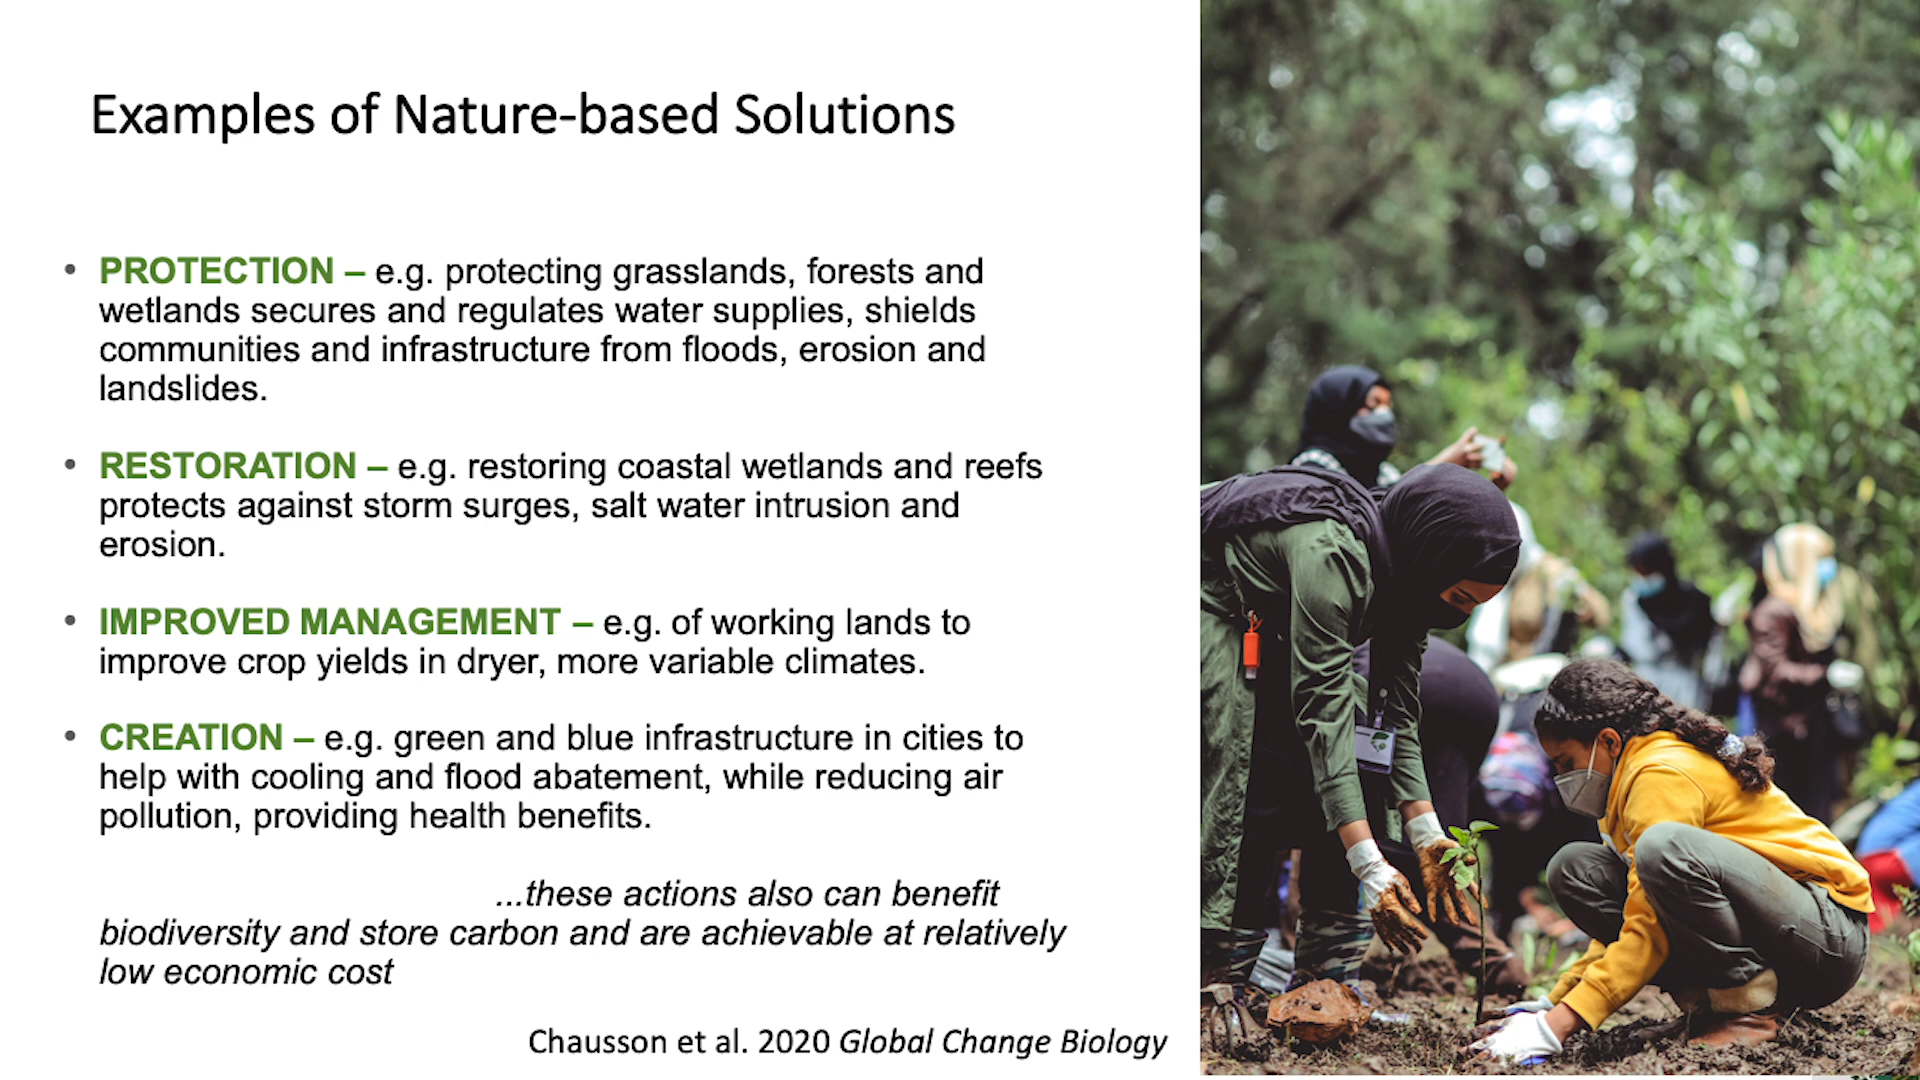 Examples of Nature-based Solutions
• PROTECTION – e.g. protecting grasslands, forests and
wetlands secures and regulates water supplies, shields
communities and infrastructure from floods, erosion and
landslides.
• RESTORATION – e.g. restoring coastal wetlands and reefs
protects against storm surges, salt water intrusion and
erosion.
• IMPROVED MANAGEMENT – e.g. of working lands to
improve crop yields in dryer, more variable climates.
• CREATION – e.g. green and blue infrastructure in cities to
help with cooling and flood abatement, while reducing air
pollution, providing health benefits.
...these actions also can benefit
biodiversity and store carbon and are achievable at relatively
low economic cost
Chausson et al. 2020 Global Change Biology